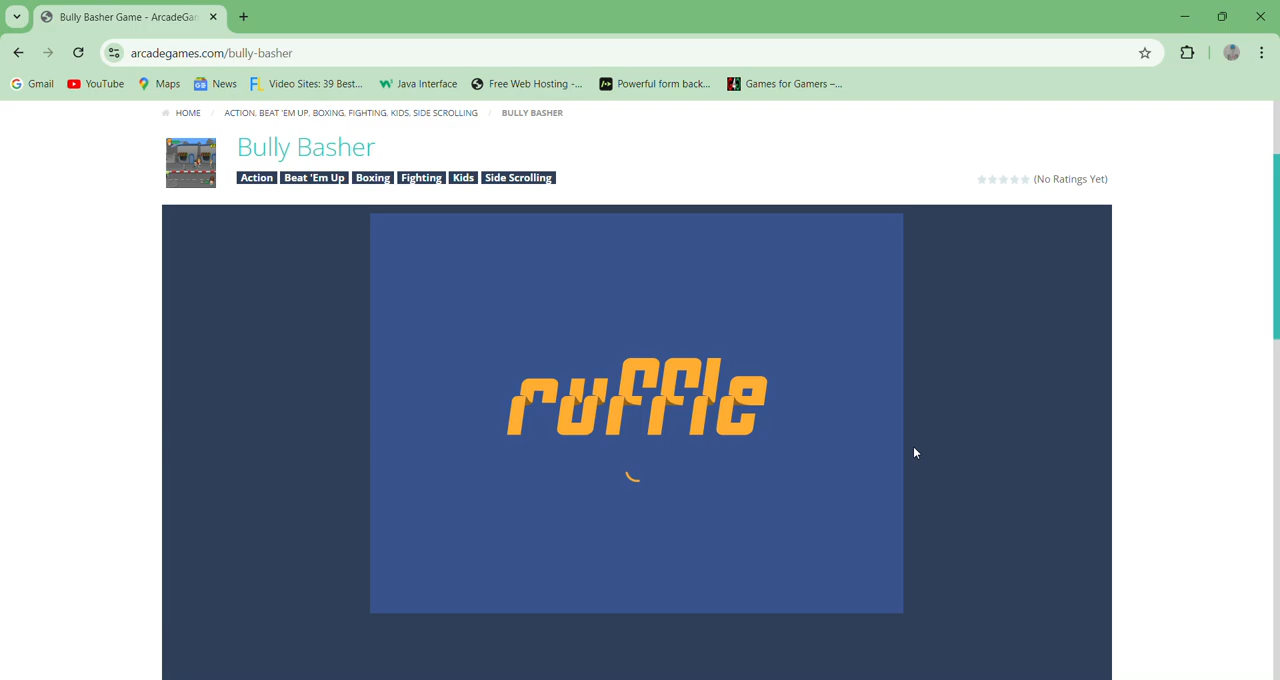 Bully Basher Game - ArcadeGa
arcadegames.com/bully-basher
Gmail YouTube Maps News Video Sites: 39 Best... Java Interface Free Web Hosting -... Powerful form back... Games for Gamers –...
HOME / ACTION, BEAT 'EM UP, BOXING, FIGHTING, KIDS, SIDE SCROLLING / BULLY BASHER
Bully Basher
Action Beat 'Em Up Boxing Fighting Kids Side Scrolling
(No Ratings Yet)
ruffle